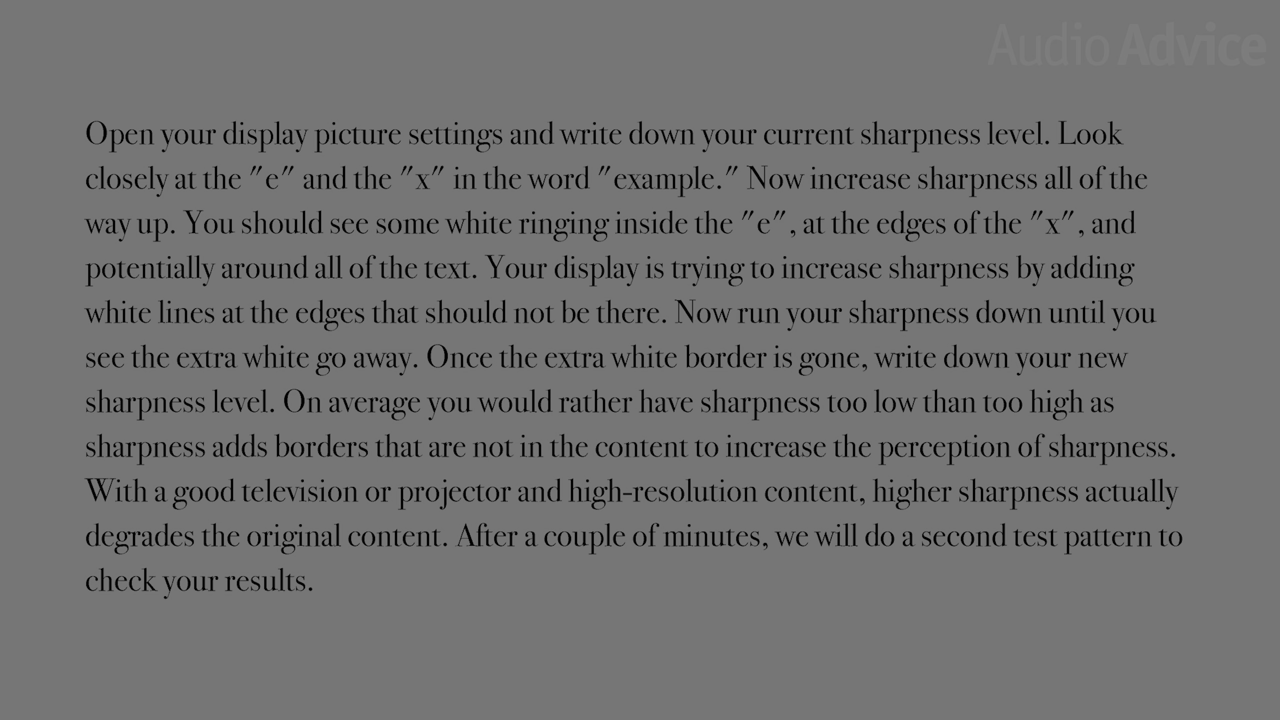 Audio Advice
Open your display picture settings and write down your current sharpness level. Look
closely at the "e" and the "x" in the word "example." Now increase sharpness all of the
way up. You should see some white ringing inside the "e", at the edges of the "x", and
potentially around all of the text. Your display is trying to increase sharpness by adding
white lines at the edges that should not be there. Now run your sharpness down until you
see the extra white go away. Once the extra white border is gone, write down your new
sharpness level. On average you would rather have sharpness too low than too high as
sharpness adds borders that are not in the content to increase the perception of sharpness.
With a good television or projector and high-resolution content, higher sharpness actually
degrades the original content. After a couple of minutes, we will do a second test pattern to
check your results.